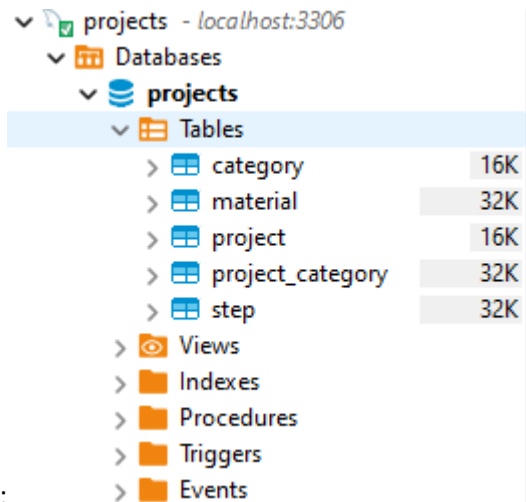 projects - localhost:3306
Databases
projects
Tables
category 16K
material 32K
project 16K
project_category 32K
step 32K
Views
Indexes
Procedures
Triggers
: Events